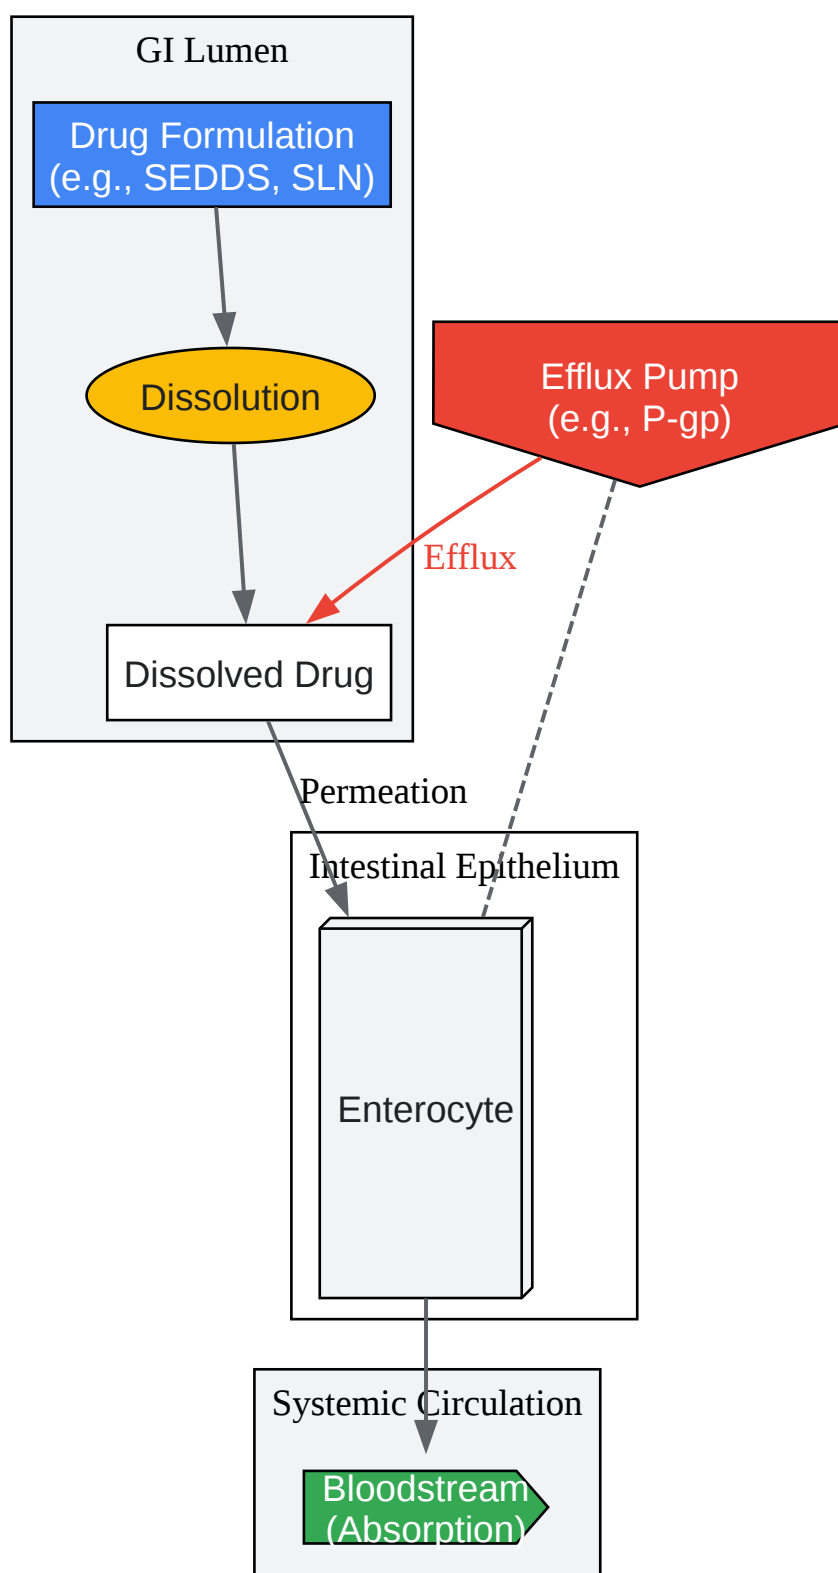 GI Lumen
Drug Formulation
(e.g., SEDDS, SLN)
Dissolution
Efflux Pump
(e.g., P-gp)
Efflux
Dissolved Drug
Permeation
Intestinal Epithelium
Enterocyte
Systemic Circulation
Bloodstream
(Absorption)